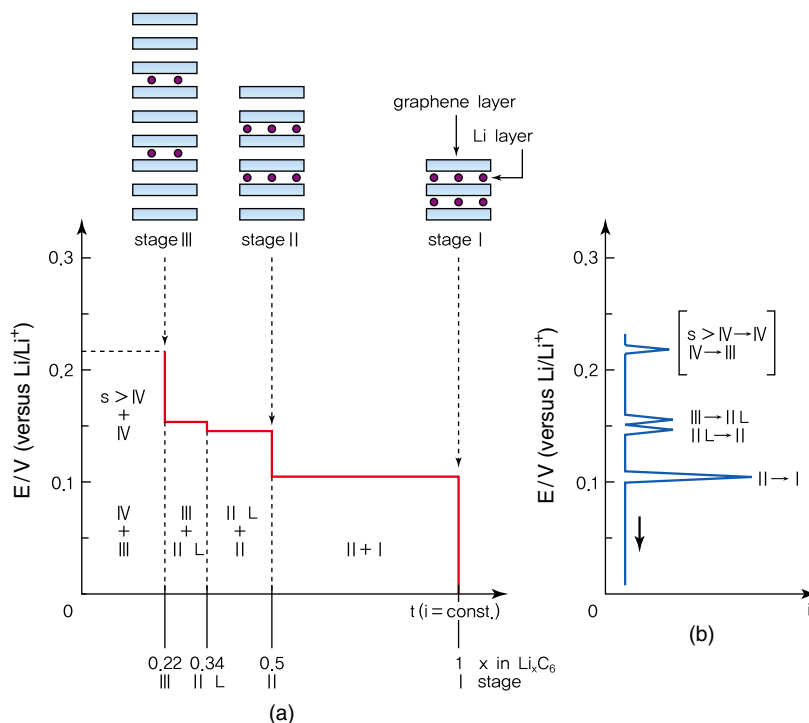 graphene layer
Li layer
stage III
stage II
stage I
E/V (versus Li/Li⁺)
0.3
0.2
0.1
0
s > IV
+
IV
IV
+
III
III
+
II L
II L
+
II
II + I
t (i = const.)
0.22 0.34 0.5 1 x in LiₓC₆
III II L II I stage
(a)
E/V (versus Li/Li⁺)
0.3
0.2
0.1
0
s > IV → IV
IV → III
III → II L
II L → II
II → I
i
(b)